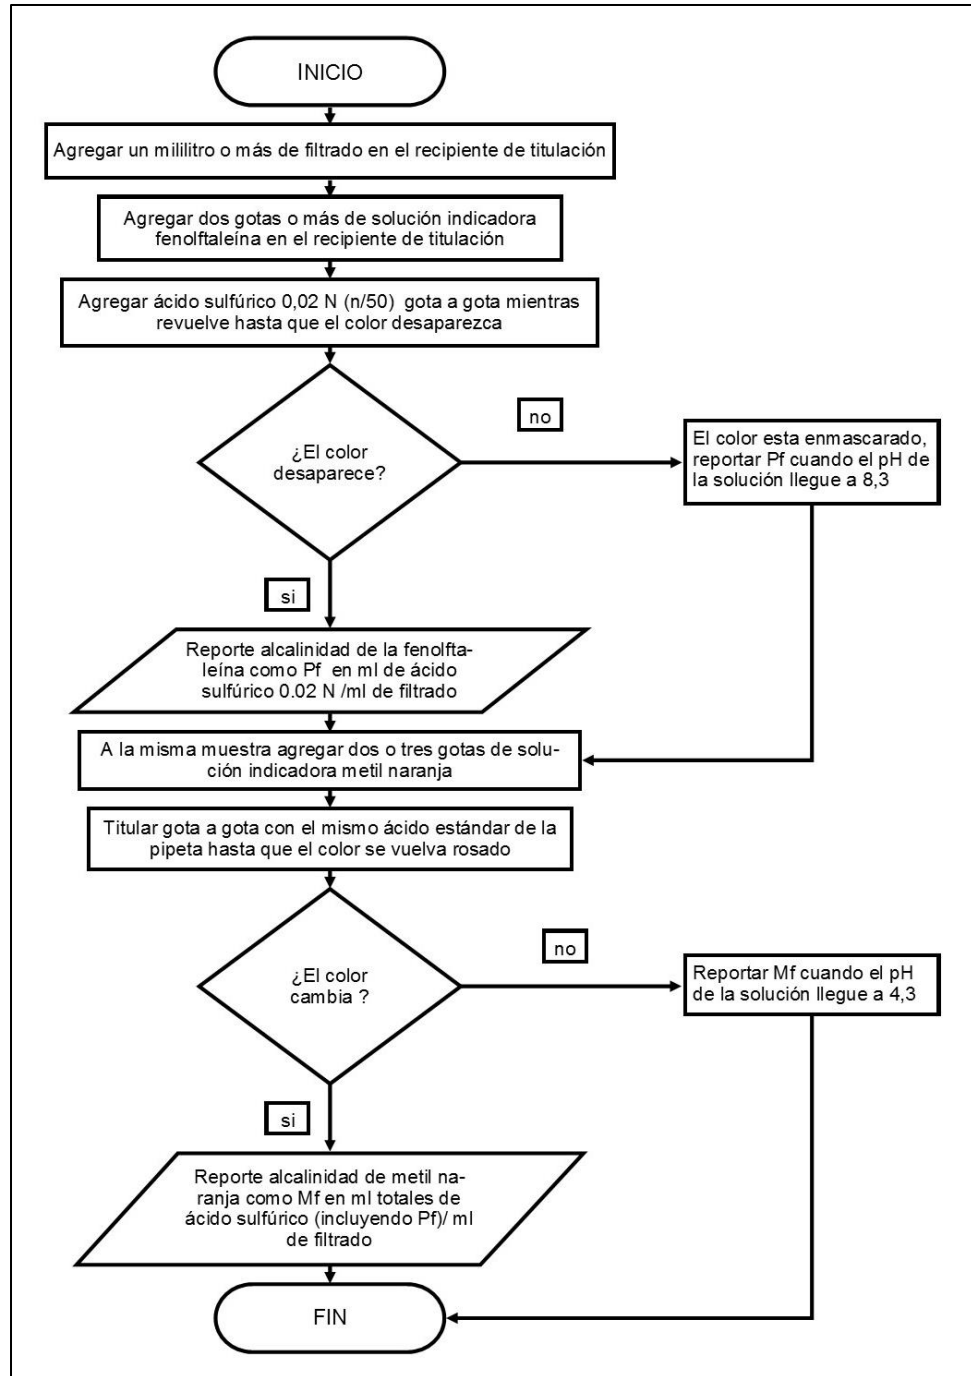 INICIO
Agregar un mililitro o más de filtrado en el recipiente de titulación
Agregar dos gotas o más de solución indicadora
fenolftaleína en el recipiente de titulación
Agregar ácido sulfúrico 0,02 N (n/50) gota a gota mientras
revuelve hasta que el color desaparezca
¿El color
desaparece?
no
El color esta enmascarado,
reportar Pf cuando el pH de
la solución llegue a 8,3
si
Reporte alcalinidad de la fenolfta-
leína como Pf en ml de ácido
sulfúrico 0.02 N /ml de filtrado
A la misma muestra agregar dos o tres gotas de solu-
ción indicadora metil naranja
Titular gota a gota con el mismo ácido estándar de la
pipeta hasta que el color se vuelva rosado
¿El color
cambia ?
no
Reportar Mf cuando el pH
de la solución llegue a 4,3
si
Reporte alcalinidad de metil na-
ranja como Mf en ml totales de
ácido sulfúrico (incluyendo Pf)/ ml
de filtrado
FIN